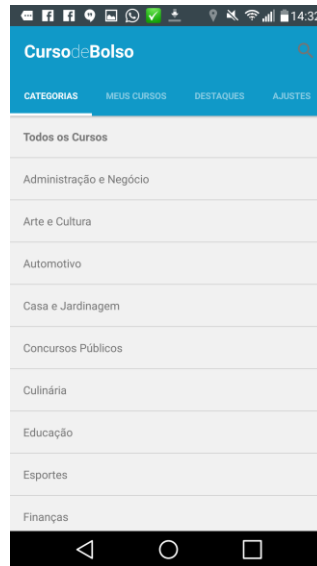 14:32
CursodeBolso
CATEGORIAS MEUS CURSOS DESTAQUES AJUSTES
Todos os Cursos
Administração e Negócio
Arte e Cultura
Automotivo
Casa e Jardinagem
Concursos Públicos
Culinária
Educação
Esportes
Finanças